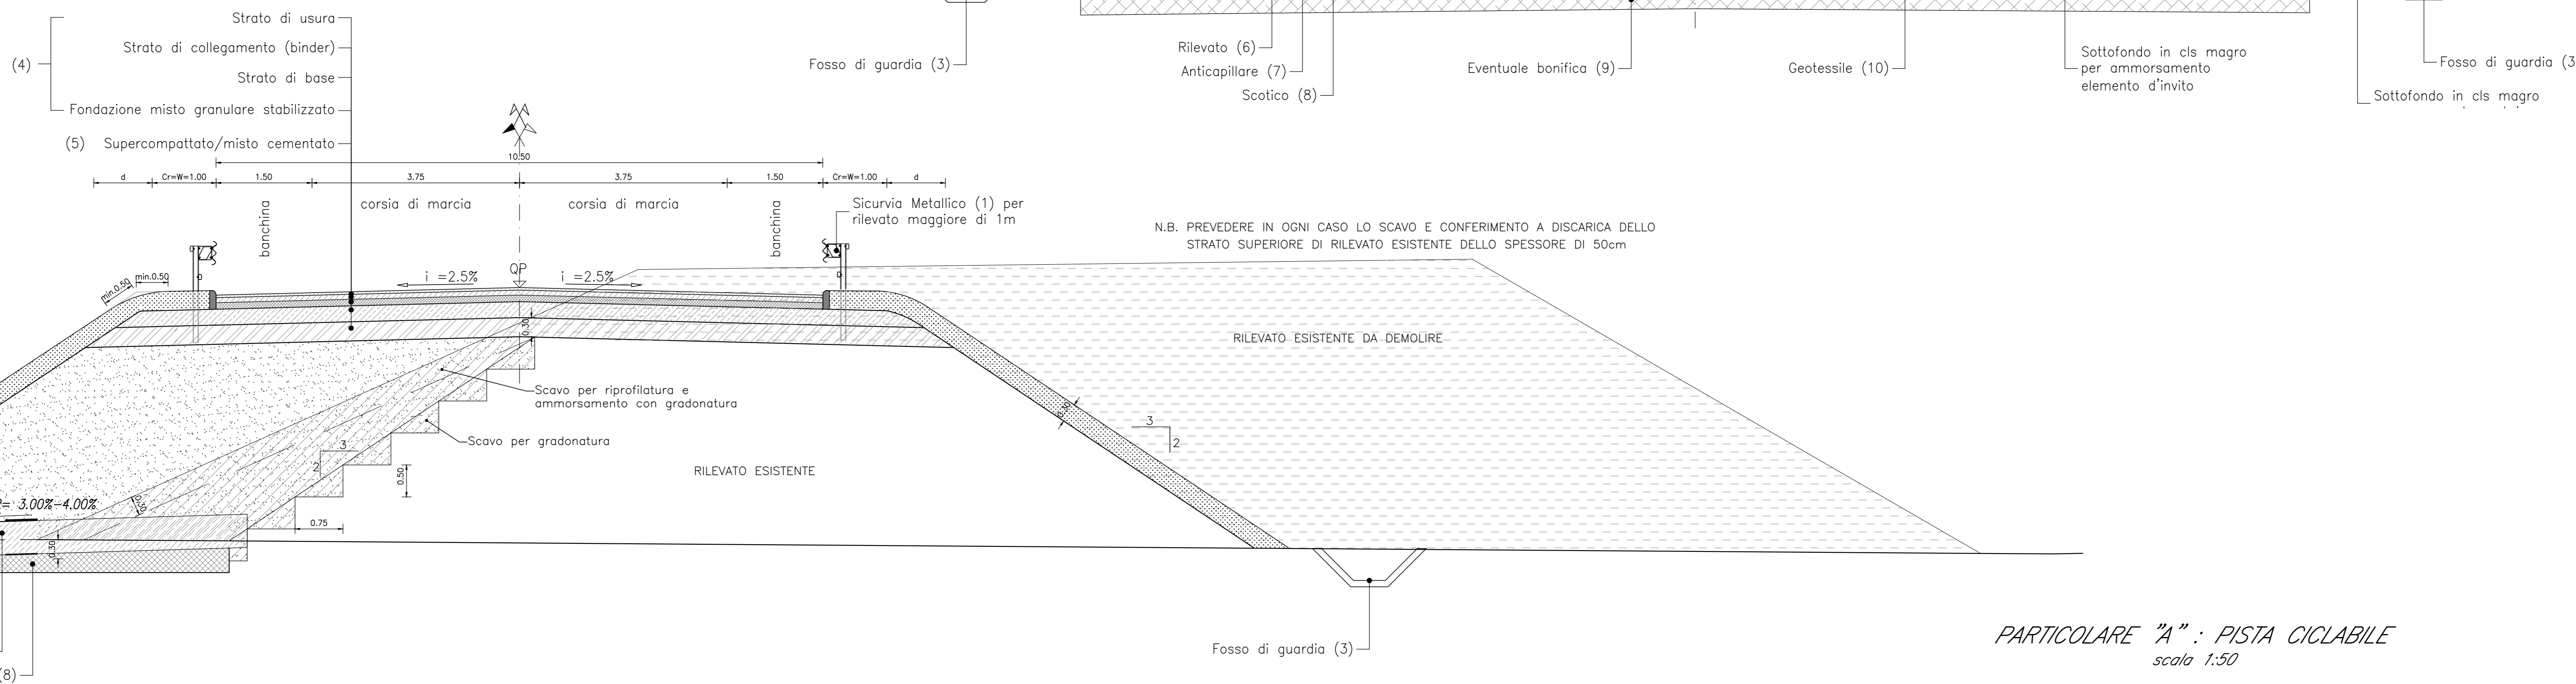 Strato di usura
Strato di collegamento (binder)
(4)
Strato di base
Fondazione misto granulare stabilizzato
(5) Supercompattato/misto cementato
Fosso di guardia (3)
Rilevato (6)
Anticapillare (7)
Scotico (8)
Eventuale bonifica (9)
Geotessile (10)
Sottofondo in cls magro
per ammorsamento
elemento d'invito
Fosso di guardia (3
Sottofondo in cls magro
10.50
d
Cr=W=1.00
1.50
3.75
3.75
1.50
Cr=W=1.00
d
banchina
corsia di marcia
corsia di marcia
banchina
Sicurvia Metallico (1) per
rilevato maggiore di 1m
N.B. PREVEDERE IN OGNI CASO LO SCAVO E CONFERIMENTO A DISCARICA DELLO
STRATO SUPERIORE DI RILEVATO ESISTENTE DELLO SPESSORE DI 50cm
min.0.50
min.0.50
i =2.5%
QP
i =2.5%
0.30
RILEVATO ESISTENTE DA DEMOLIRE
Scavo per riprofilatura e
ammorsamento con gradonatura
0.30
3
2
Scavo per gradonatura
3
2
0.50
RILEVATO ESISTENTE
= 3.00%-4.00%
0.30
0.75
0.30
Fosso di guardia (3)
(8)
PARTICOLARE "A" : PISTA CICLABILE
scala 1:50